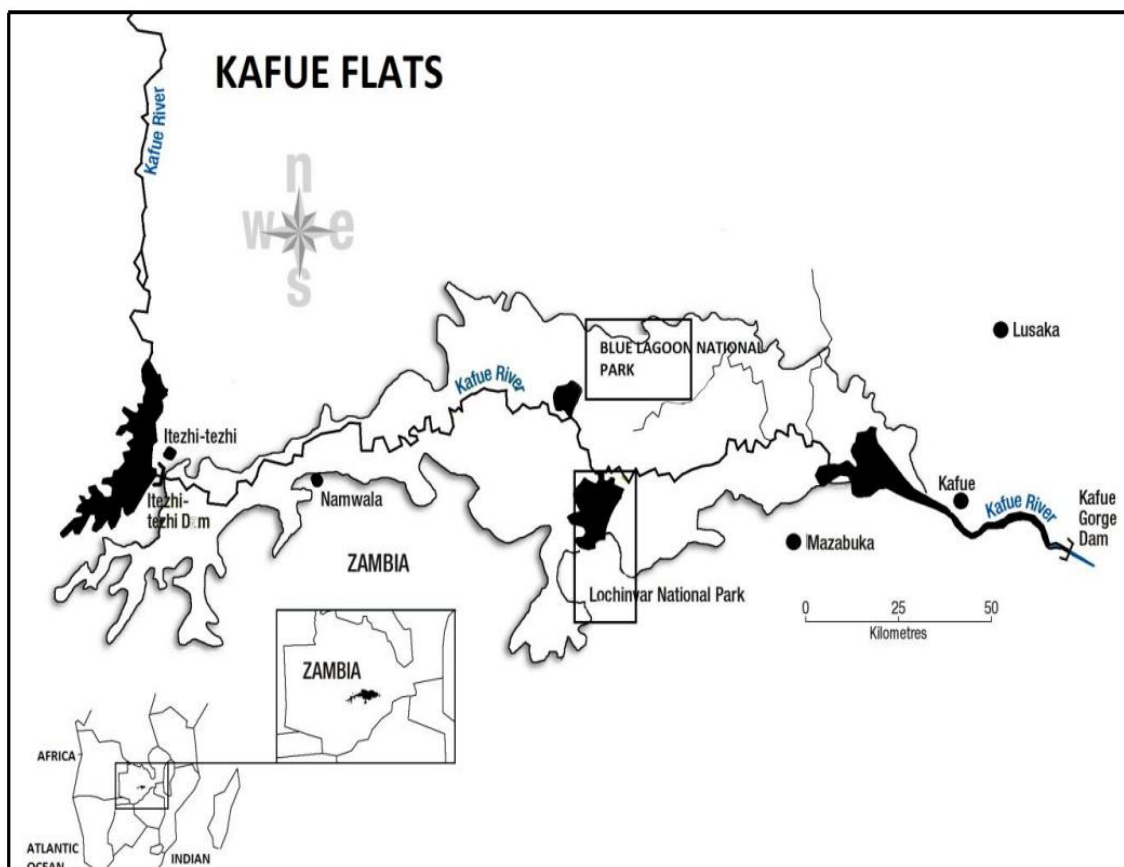 KAFUE FLATS
Kafue River
n
w e
s
Lusaka
BLUE LAGOON NATIONAL
PARK
Kafue River
Itezhi-tezhi
Itezhi-
tezhi
Namwala
Kafue
Kafue River
Kafue
Gorge
Dam
Mazabuka
ZAMBIA
Lochinvar National Park
0 25 50
Kilometres
ZAMBIA
AFRICA
ATLANTIC
OCEAN
INDIAN